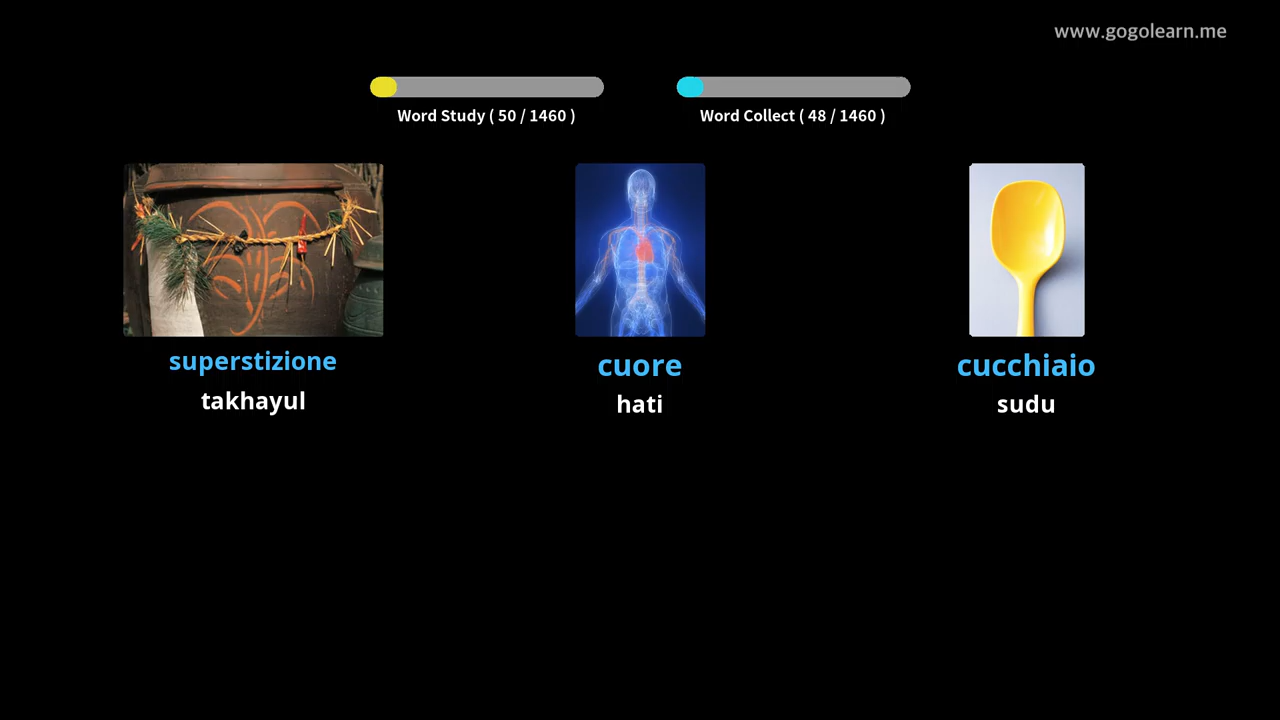 www.gogolearn.me
Word Study ( 50 / 1460 )
Word Collect ( 48 / 1460 )
superstizione
takhayul
cuore
hati
cucchiaio
sudu